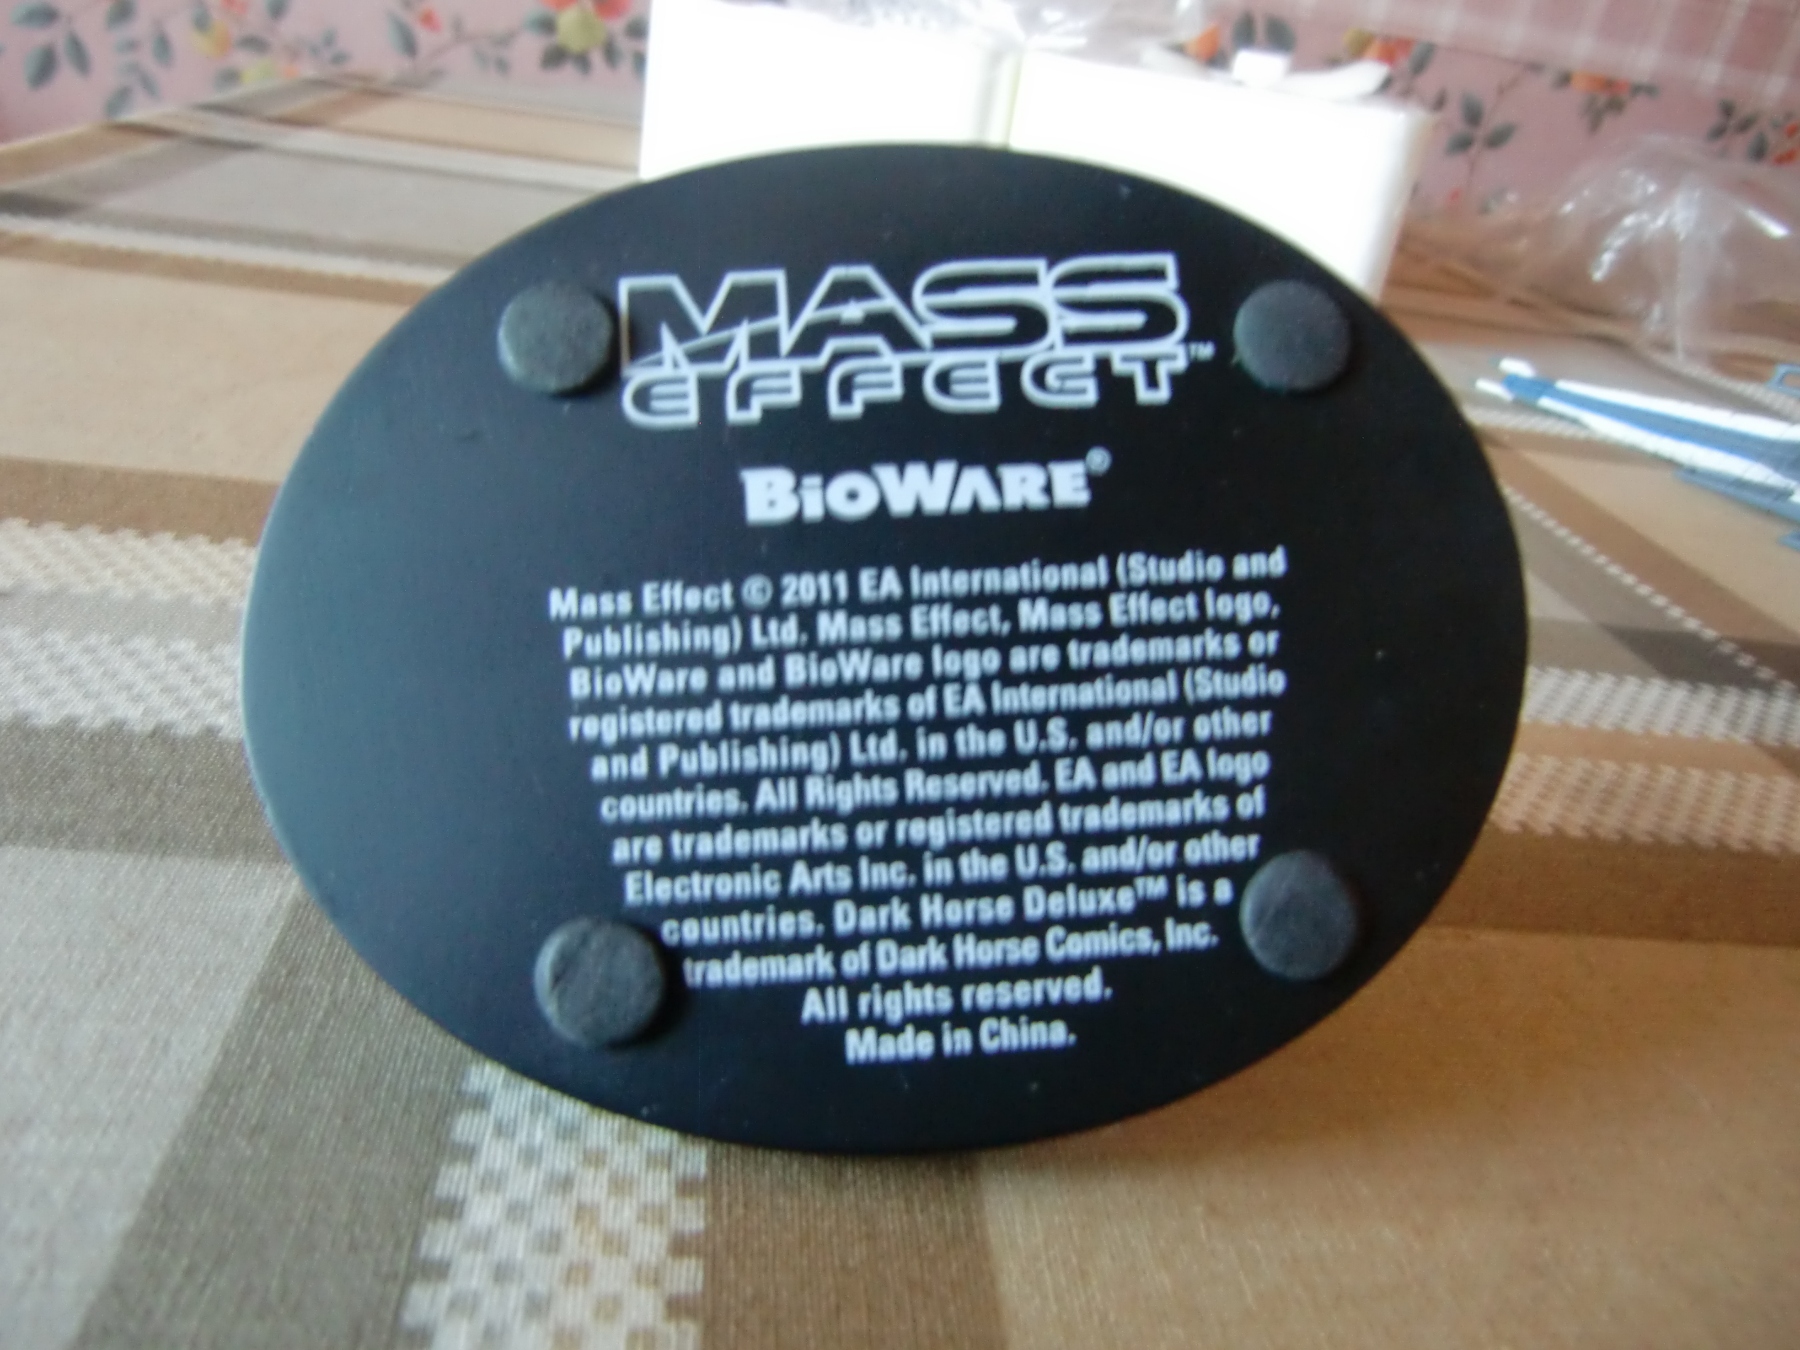 MASS
EFFECT™
BIOWARE®
Mass Effect © 2011 EA International (Studio and
Publishing) Ltd. Mass Effect, Mass Effect logo,
BioWare and BioWare logo are trademarks or
registered trademarks of EA International (Studio
and Publishing) Ltd. in the U.S. and/or other
countries. All Rights Reserved. EA and EA logo
are trademarks or registered trademarks of
Electronic Arts Inc. in the U.S. and/or other
countries. Dark Horse Deluxe™ is a
trademark of Dark Horse Comics, Inc.
All rights reserved.
Made in China.